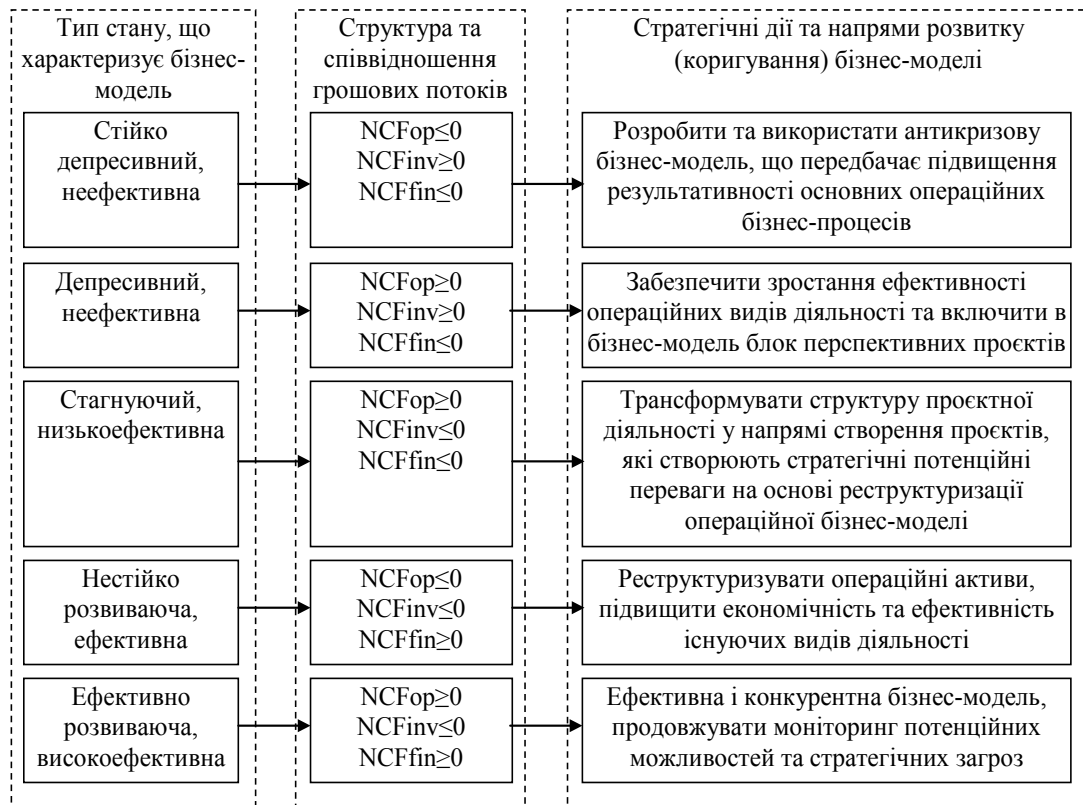 Тип стану, що
характеризує бізнес-
модель
Структура та
співвідношення
грошових потоків
Стратегічні дії та напрями розвитку
(коригування) бізнес-моделі
Стійко
депресивний,
неефективна
NCFop≤0
NCFinv≥0
NCFfin≤0
Розробити та використати антикризову
бізнес-модель, що передбачає підвищення
результативності основних операційних
бізнес-процесів
Депресивний,
неефективна
NCFop≥0
NCFinv≥0
NCFfin≤0
Забезпечити зростання ефективності
операційних видів діяльності та включити в
бізнес-модель блок перспективних проєктів
Стагнуючий,
низькоефективна
NCFop≥0
NCFinv≤0
NCFfin≤0
Трансформувати структуру проєктної
діяльності у напрямі створення проєктів,
які створюють стратегічні потенційні
переваги на основі реструктуризації
операційної бізнес-моделі
Нестійко
розвиваюча,
ефективна
NCFop≤0
NCFinv≤0
NCFfin≥0
Реструктуризувати операційні активи,
підвищити економічність та ефективність
існуючих видів діяльності
Ефективно
розвиваюча,
високоефективна
NCFop≥0
NCFinv≤0
NCFfin≥0
Ефективна і конкурентна бізнес-модель,
продовжувати моніторинг потенційних
можливостей та стратегічних загроз